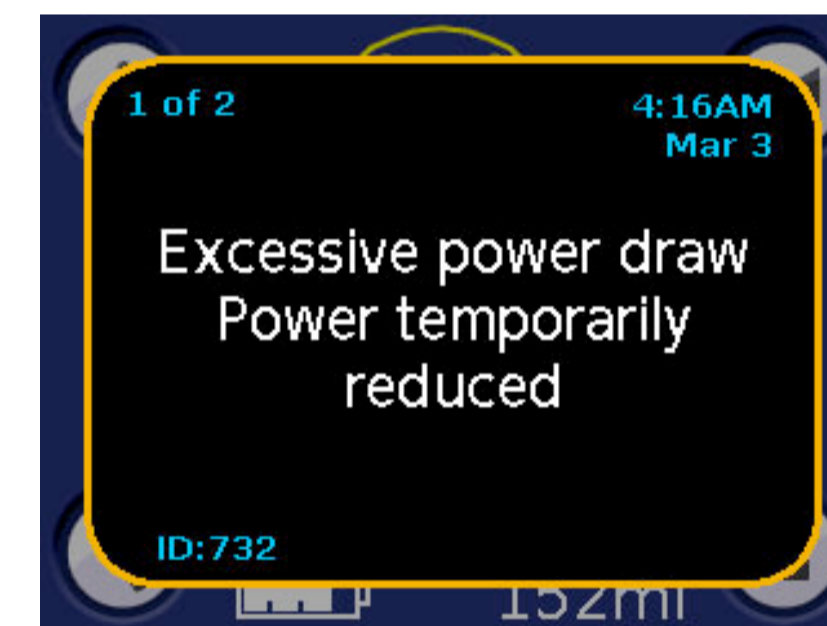 1 of 2
4:16AM
Mar 3
Excessive power draw
Power temporarily
reduced
ID:732
152mi